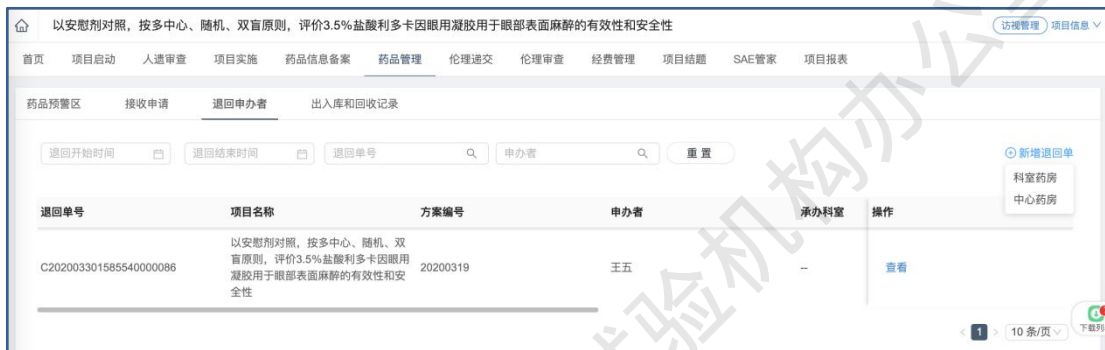 以安慰剂对照，按多中心、随机、双盲原则，评价3.5%盐酸利多卡因眼用凝胶用于眼部表面麻醉的有效性和安全性
访视管理 项目信息
首页 项目启动 人遗审查 项目实施 药品信息备案 药品管理 伦理递交 伦理审查 经费管理 项目结题 SAE管家 项目报表
药品预警区 接收申请 退回申办者 出入库和回收记录
退回开始时间 退回结束时间 退回单号 申办者 重置 新增退回单
科室药房
中心药房
退回单号 项目名称 方案编号 申办者 承办科室 操作
以安慰剂对照，按多中心、随机、双
盲原则，评价3.5%盐酸利多卡因眼用
凝胶用于眼部表面麻醉的有效性和安
全性
C202003301585540000086 20200319 王五 -- 查看
< 1 > 10 条/页
下载列
试验机构办公